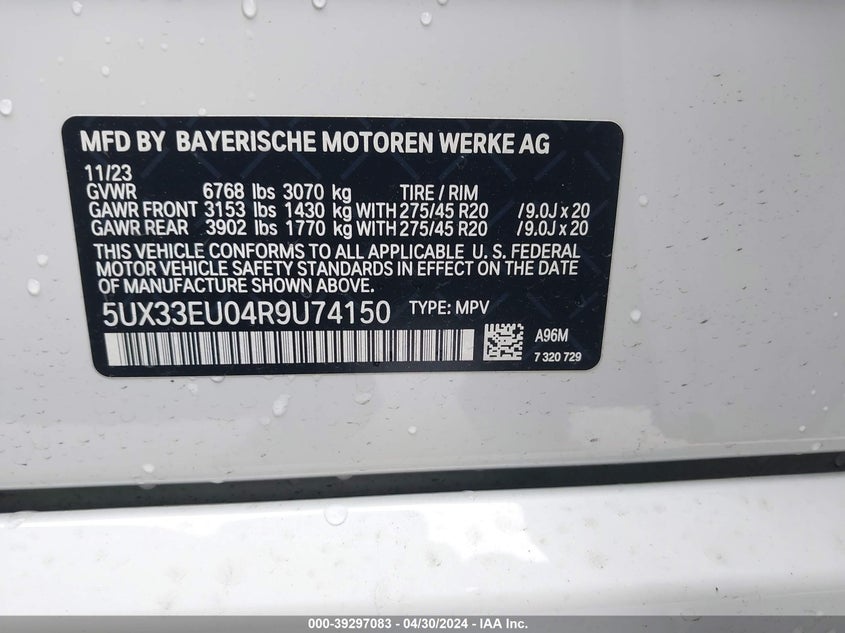 MFD BY BAYERISCHE MOTOREN WERKE AG
11/23
GVWR 6768 lbs 3070 kg TIRE / RIM
GAWR FRONT 3153 lbs 1430 kg WITH 275/45 R20 /9.0J x 20
GAWR REAR 3902 lbs 1770 kg WITH 275/45 R20 /9.0J x 20
THIS VEHICLE CONFORMS TO ALL APPLICABLE U. S. FEDERAL
MOTOR VEHICLE SAFETY STANDARDS IN EFFECT ON THE DATE
OF MANUFACTURE SHOWN ABOVE.
5UX33EU04R9U74150 TYPE: MPV
A96M
7 320 729
000-39297083 - 04/30/2024 - IAA Inc.